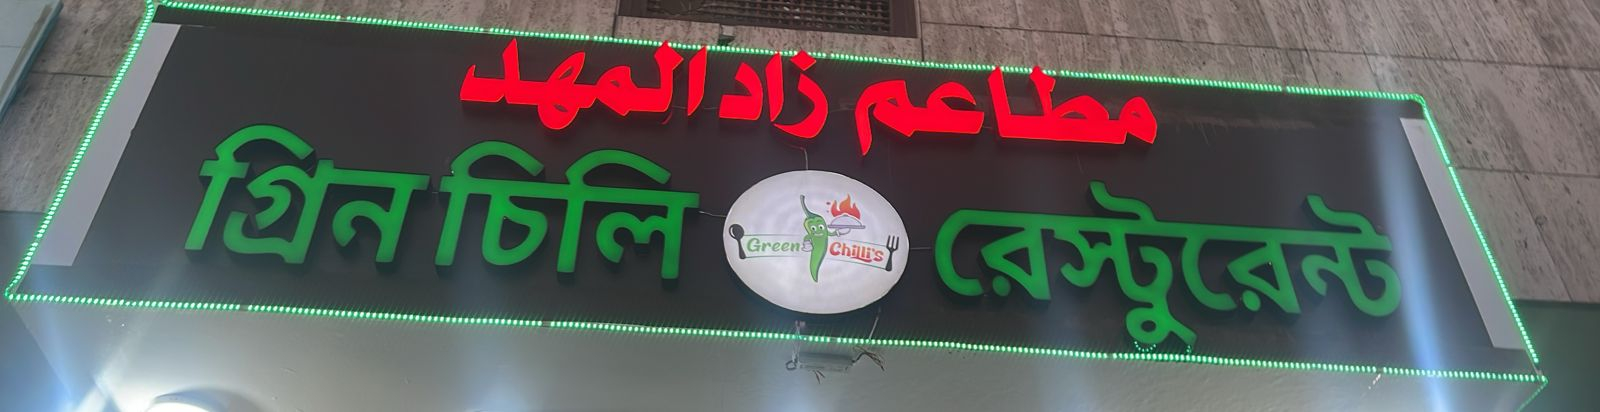 مطاعم زاد المهد
গ্রিন চিলি রেস্টুরেন্ট
Green Chilli's